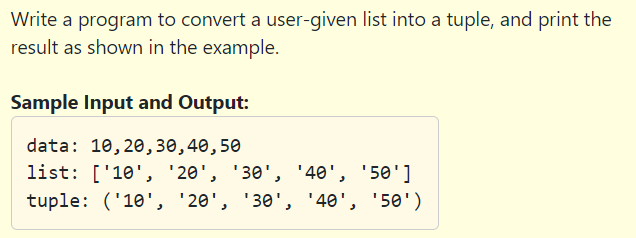 Write a program to convert a user-given list into a tuple, and print the
result as shown in the example.
Sample Input and Output:
data: 10,20,30,40,50
list: ['10', '20', '30', '40', '50']
tuple: ('10', '20', '30', '40', '50')